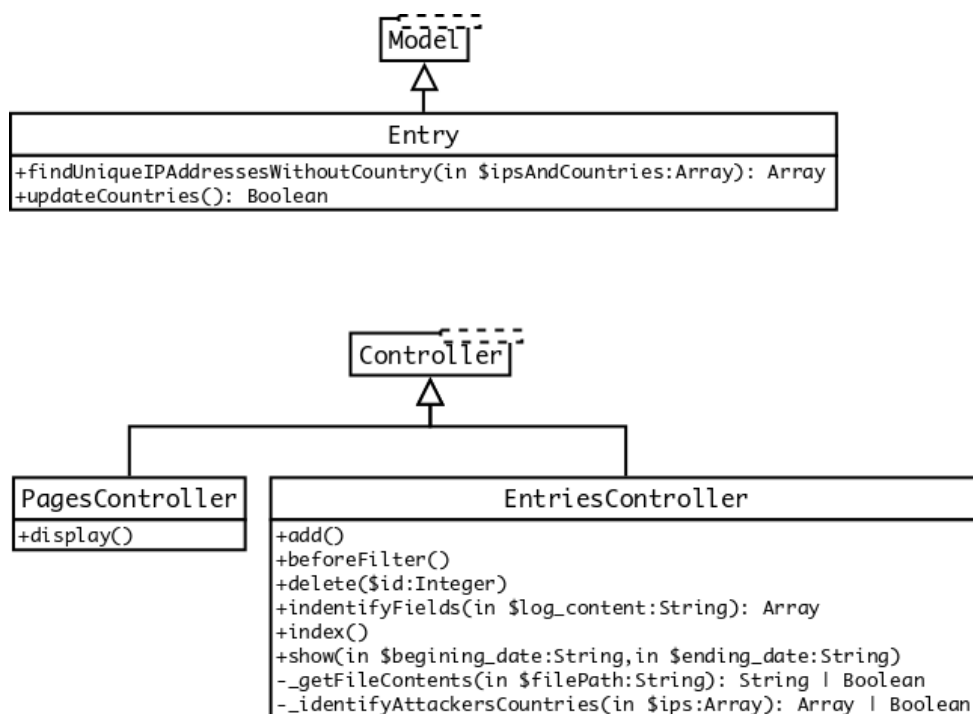 Model
Entry
+findUniqueIPAddressesWithoutCountry(in $ipsAndCountries:Array): Array
+updateCountries(): Boolean
Controller
PagesController
+display()
EntriesController
+add()
+beforeFilter()
+delete($id:Integer)
+indentifyFields(in $log_content:String): Array
+index()
+show(in $begining_date:String,in $ending_date:String)
-_getFileContents(in $filePath:String): String | Boolean
-_identifyAttackersCountries(in $ips:Array): Array | Boolean